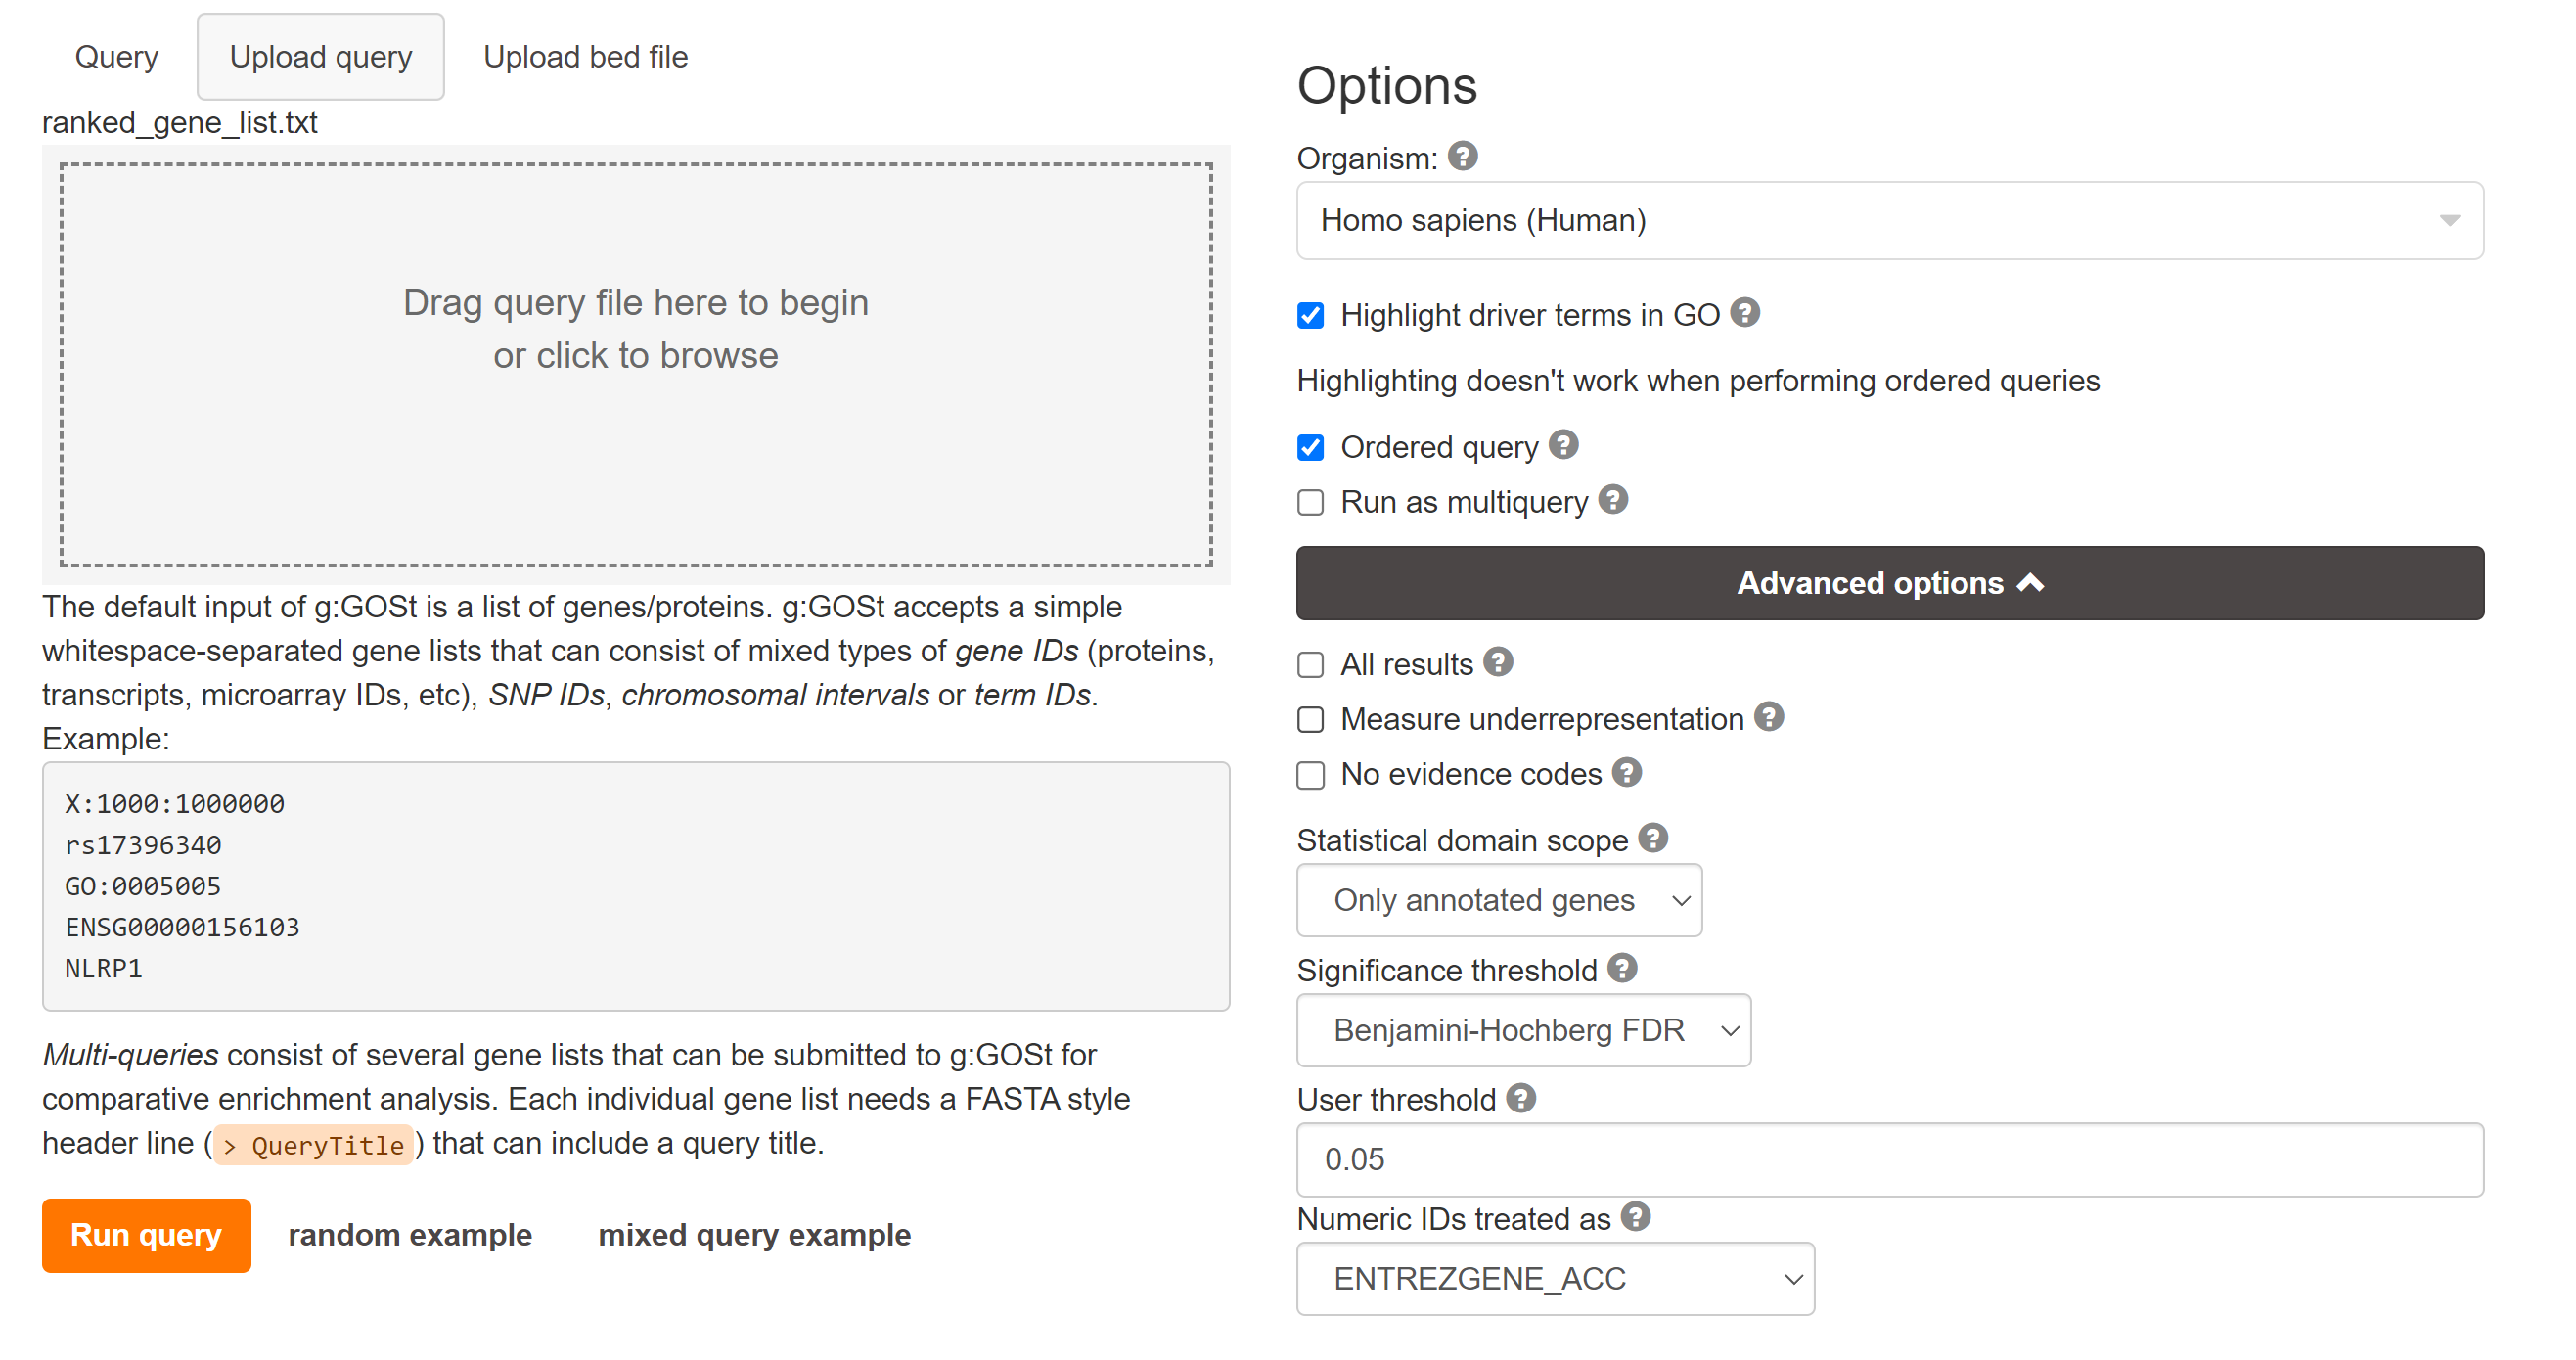 Query
Upload query
Upload bed file
ranked_gene_list.txt
Drag query file here to begin
or click to browse
The default input of g:GOSt is a list of genes/proteins. g:GOSt accepts a simple
whitespace-separated gene lists that can consist of mixed types of gene IDs (proteins,
transcripts, microarray IDs, etc), SNP IDs, chromosomal intervals or term IDs.
Example:
X:1000:1000000
rs17396340
GO:0005005
ENSG00000156103
NLRP1
Multi-queries consist of several gene lists that can be submitted to g:GOSt for
comparative enrichment analysis. Each individual gene list needs a FASTA style
header line (> QueryTitle) that can include a query title.
Run query
random example
mixed query example
Options
Organism: ?
Homo sapiens (Human)
Highlight driver terms in GO ?
Highlighting doesn't work when performing ordered queries
Ordered query ?
Run as multiquery ?
Advanced options
All results ?
Measure underrepresentation ?
No evidence codes ?
Statistical domain scope ?
Only annotated genes
Significance threshold ?
Benjamini-Hochberg FDR
User threshold ?
0.05
Numeric IDs treated as ?
ENTREZGENE_ACC